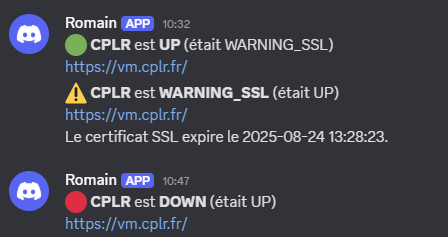 Romain APP 10:32
CPLR est UP (était WARNING_SSL)
https://vm.cplr.fr/
CPLR est WARNING_SSL (était UP)
https://vm.cplr.fr/
Le certificat SSL expire le 2025-08-24 13:28:23.
Romain APP 10:47
CPLR est DOWN (était UP)
https://vm.cplr.fr/